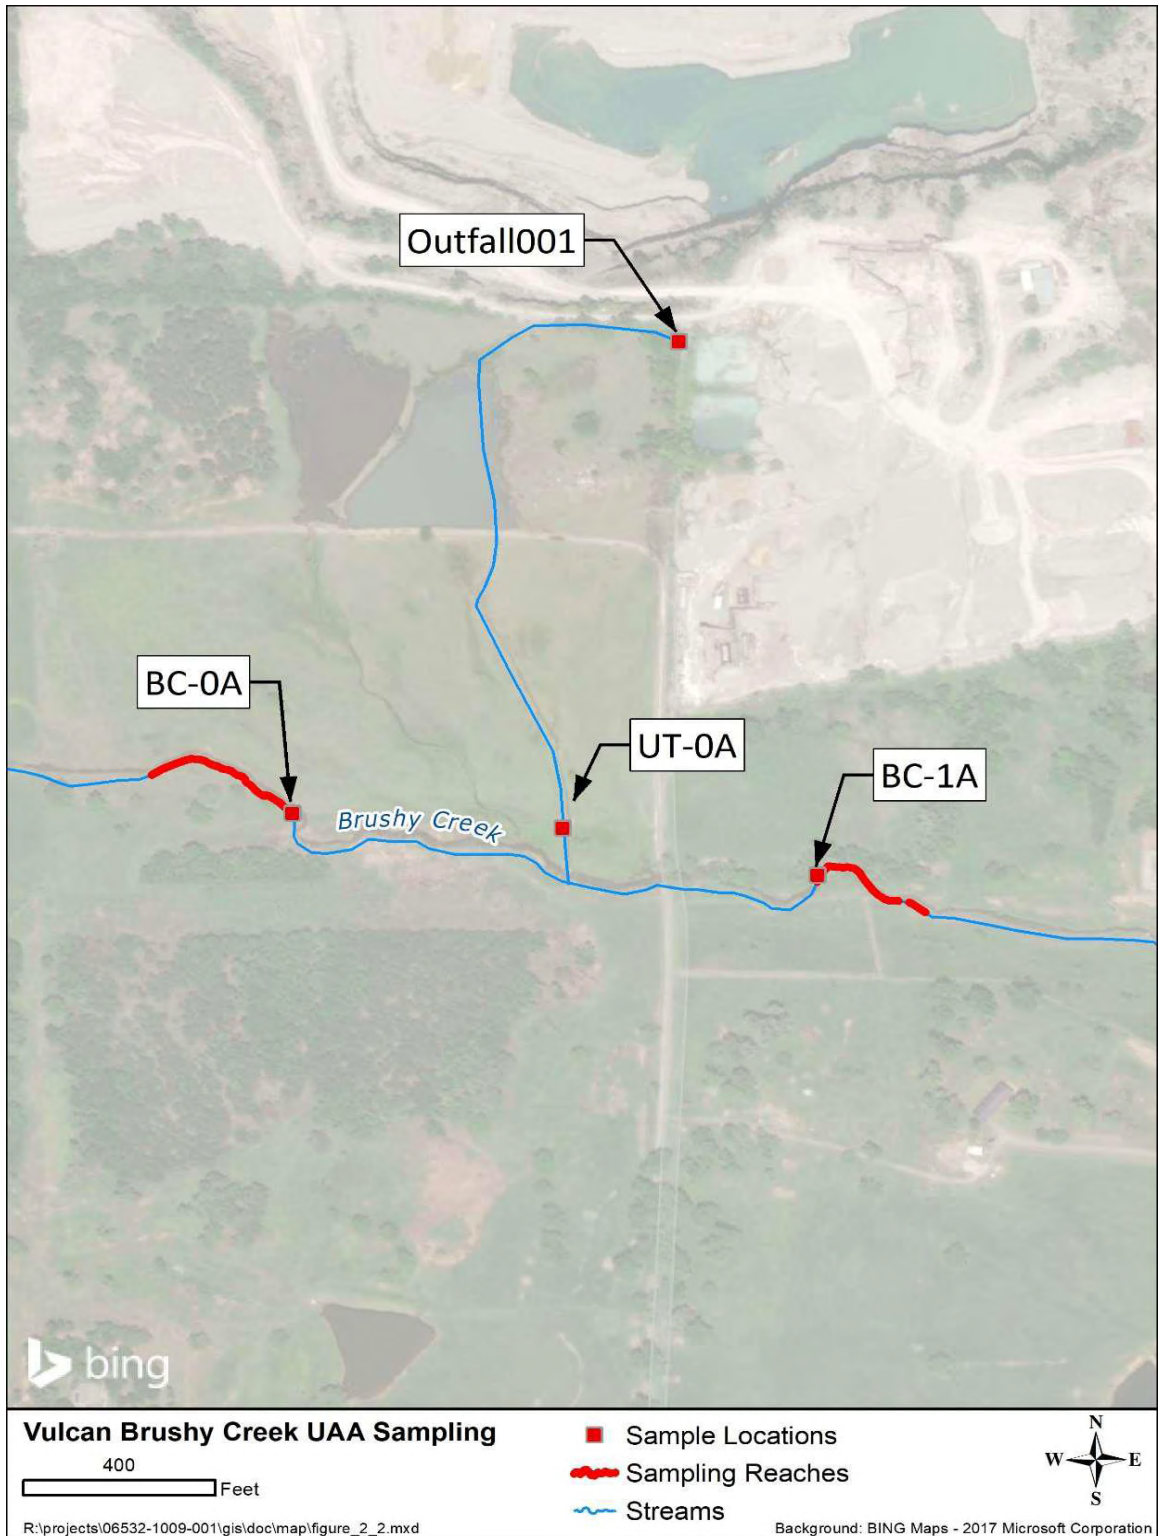 Outfall001
BC-0A
UT-0A
BC-1A
Brushy Creek
bing
Vulcan Brushy Creek UAA Sampling
400
Feet
R:\projects\06532-1009-001\gis\doc\map\figure_2_2.mxd
Sample Locations
Sampling Reaches
Streams
N
W E
S
Background: BING Maps - 2017 Microsoft Corporation